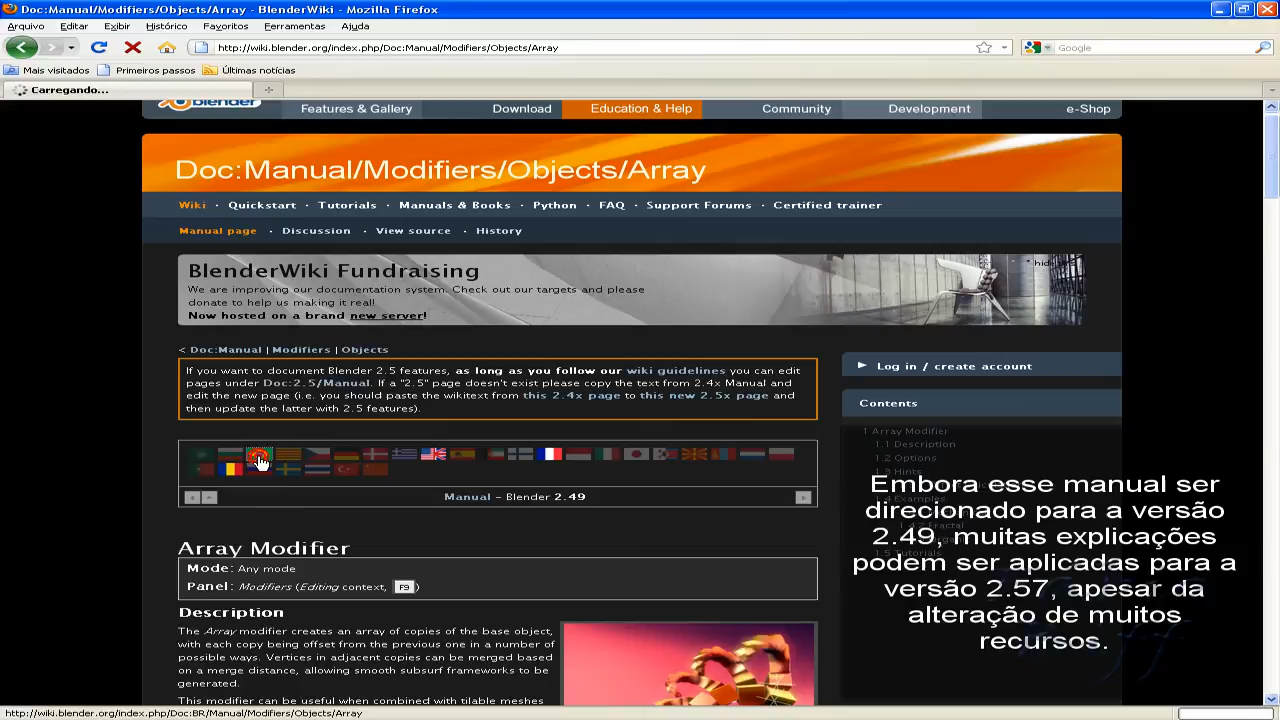 Doc:Manual/Modifiers/Objects/Array - BlenderWiki - Mozilla Firefox
Arquivo Editar Exibir Histórico Favoritos Ferramentas Ajuda
http://wiki.blender.org/index.php/Doc:Manual/Modifiers/Objects/Array
Google
Mais visitados Primeiros passos Últimas notícias
Carregando...
blender Features & Gallery Download Education & Help Community Development e-Shop
Doc:Manual/Modifiers/Objects/Array
Wiki · Quickstart · Tutorials · Manuals & Books · Python · FAQ · Support Forums · Certified trainer
Manual page · Discussion · View source · History
BlenderWiki Fundraising
We are improving our documentation system. Check out our targets and please
donate to help us making it real!
Now hosted on a brand new server!
< Doc:Manual | Modifiers | Objects
If you want to document Blender 2.5 features, as long as you follow our wiki guidelines you can edit
pages under Doc:2.5/Manual. If a "2.5" page doesn't exist please copy the text from 2.4x Manual and
edit the new page (i.e. you should paste the wikitext from this 2.4x page to this new 2.5x page and
then update the latter with 2.5 features).
Manual – Blender 2.49
Array Modifier
Mode: Any mode
Panel: Modifiers (Editing context, F9 )
Description
The Array modifier creates an array of copies of the base object,
with each copy being offset from the previous one in a number of
possible ways. Vertices in adjacent copies can be merged based
on a merge distance, allowing smooth subsurf frameworks to be
generated.
This modifier can be useful when combined with tilable meshes
Log in / create account
Contents
1 Array Modifier
1.1 Description
1.2 Options
1.3 Hints
Embora esse manual ser
direcionado para a versão
2.49, muitas explicações
podem ser aplicadas para a
versão 2.57, apesar da
alteração de muitos
recursos.
http://wiki.blender.org/index.php/Doc:BR/Manual/Modifiers/Objects/Array